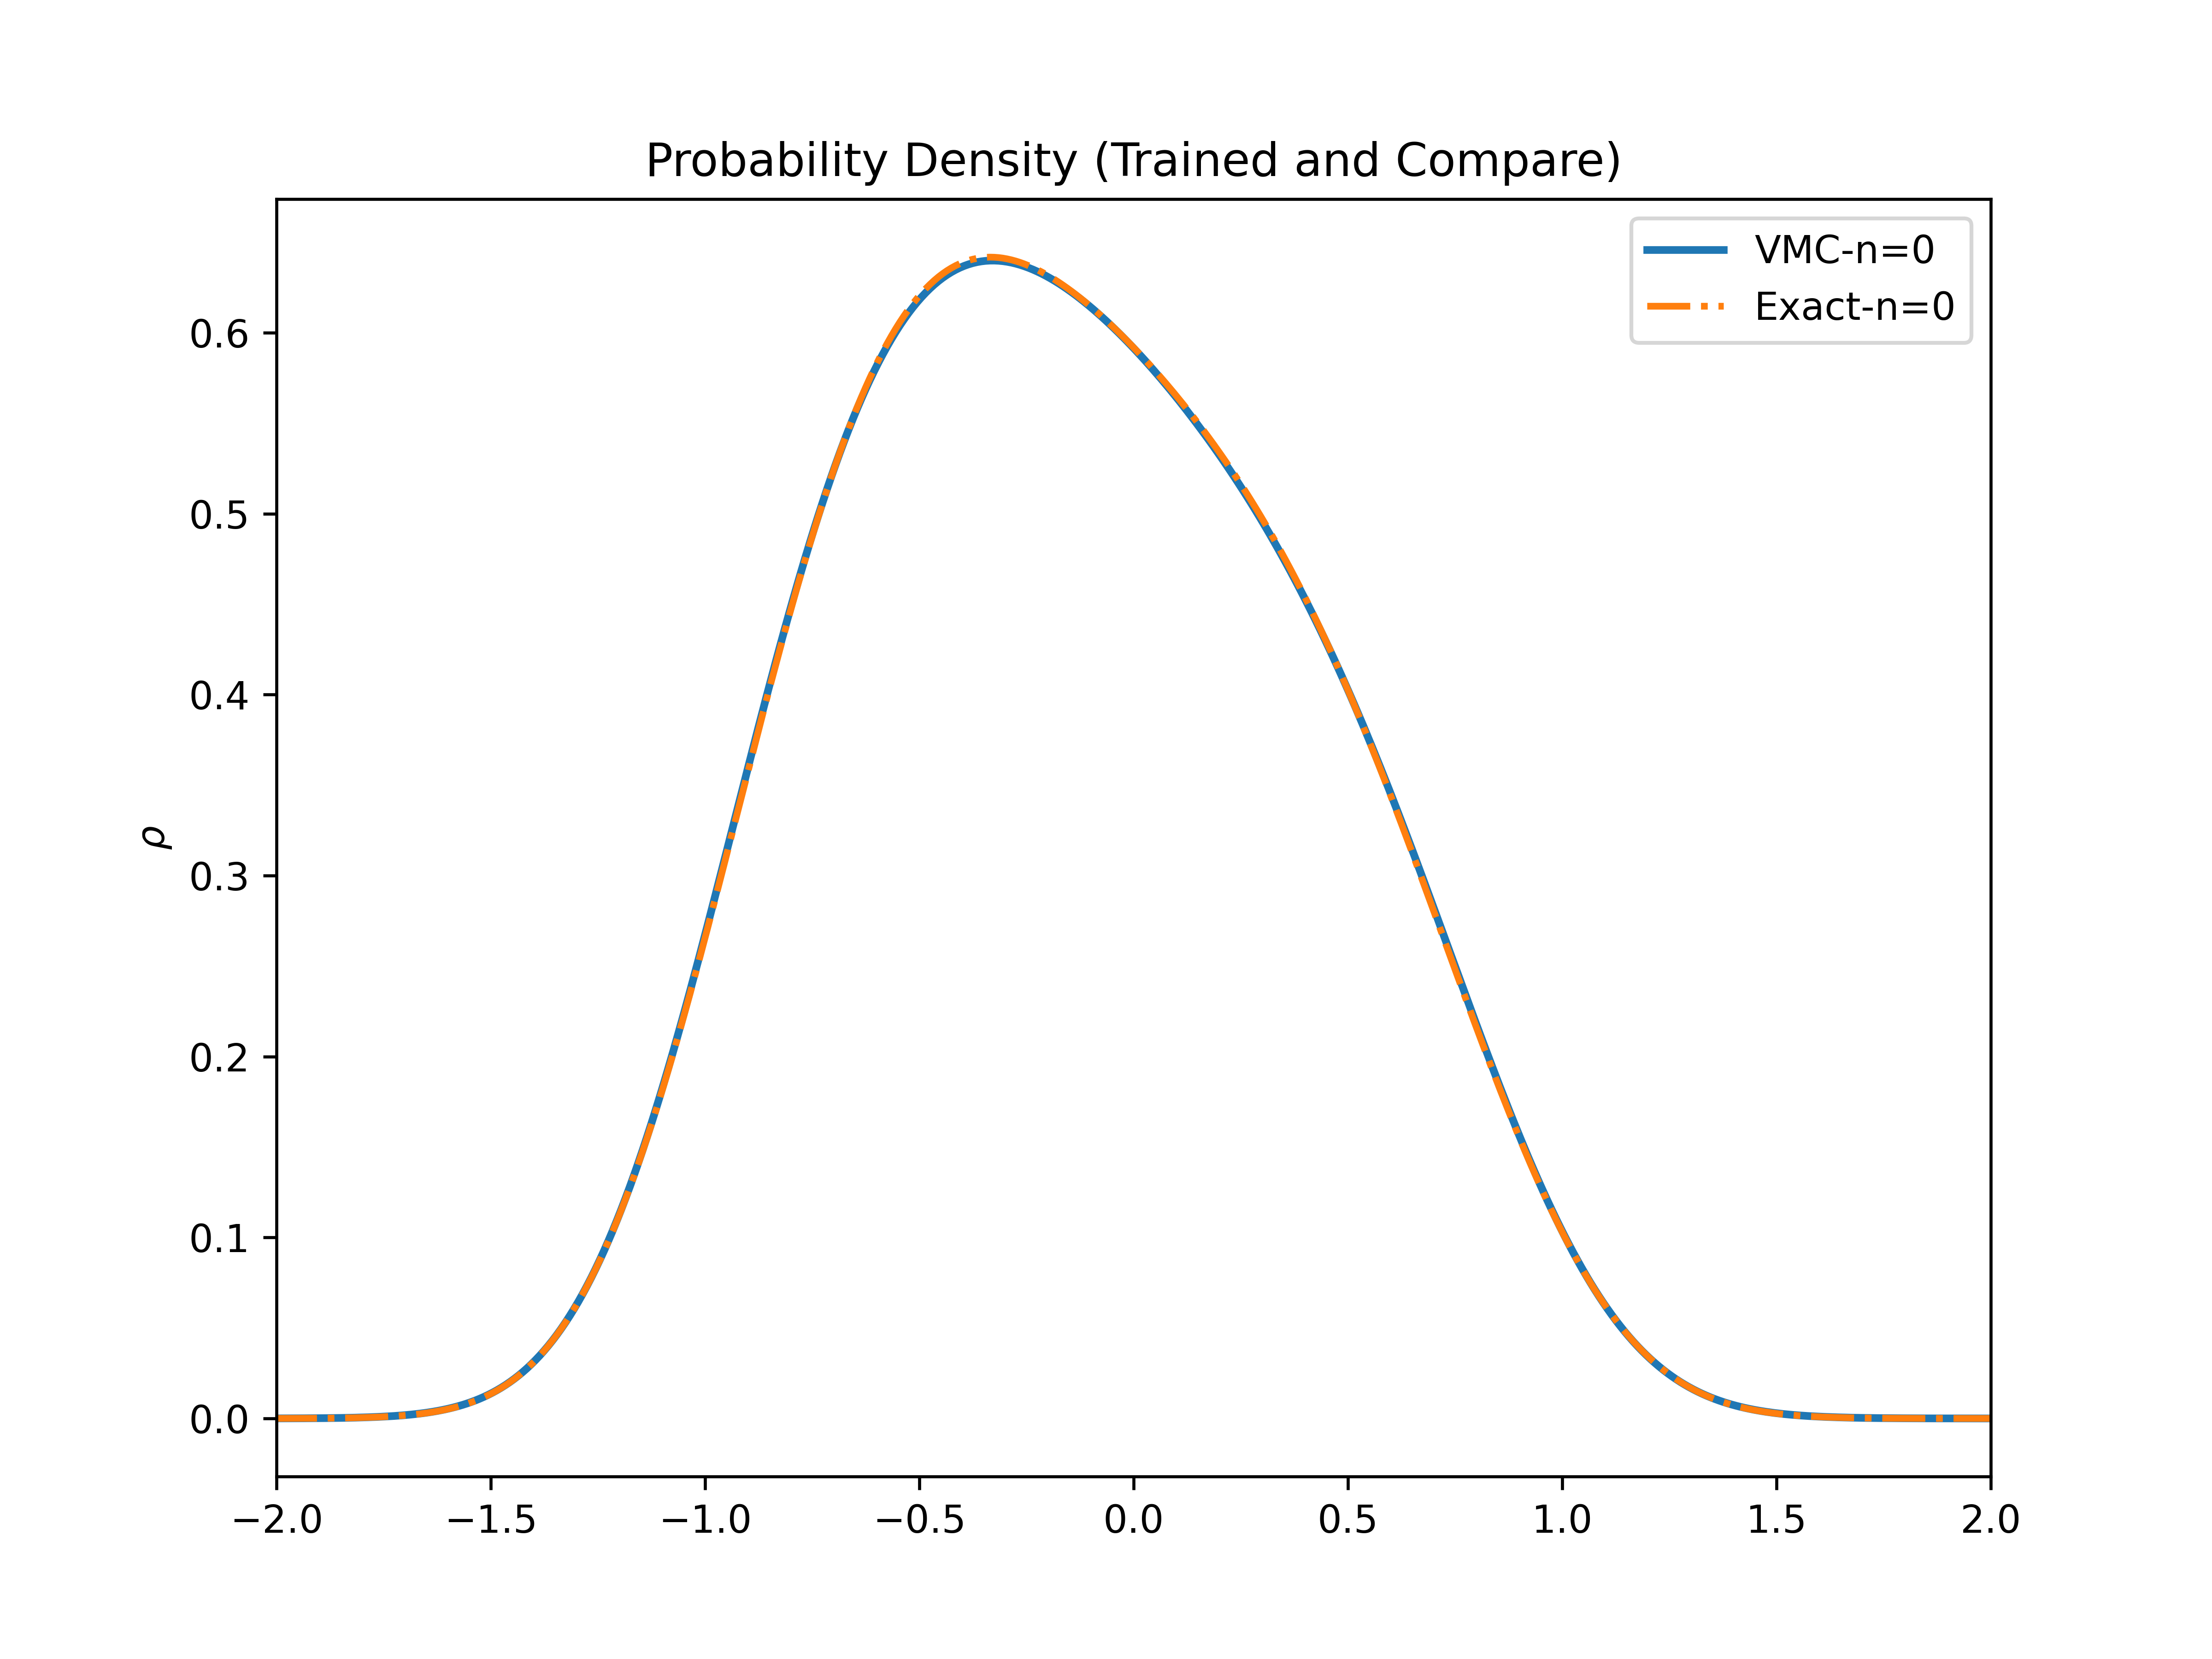 Probability Density (Trained and Compare)
VMC-n=0
Exact-n=0
0.6
0.5
0.4
0.3
0.2
0.1
0.0
ρ
−2.0 −1.5 −1.0 −0.5 0.0 0.5 1.0 1.5 2.0